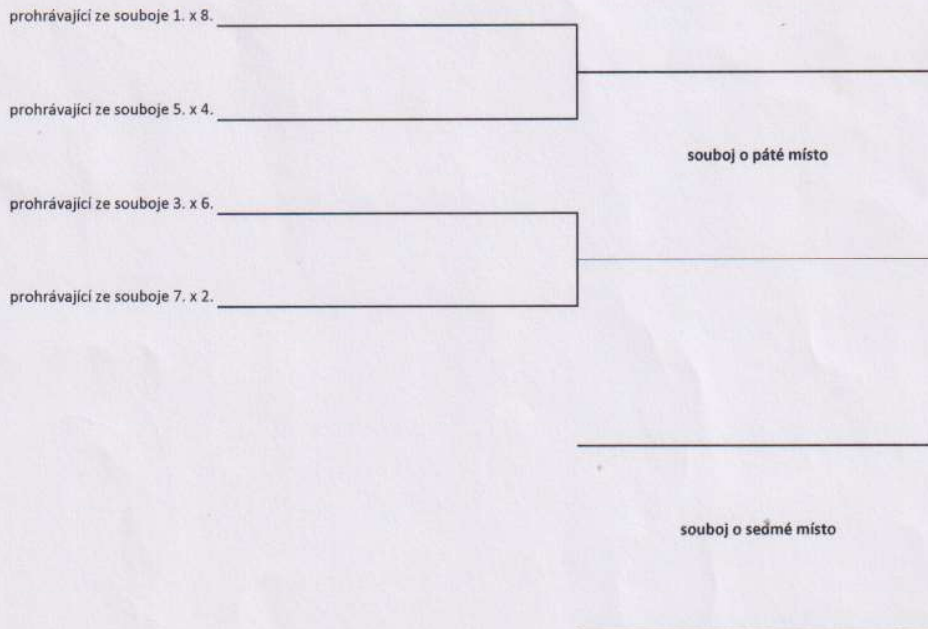 prohrávající ze souboje 1. x 8.
prohrávající ze souboje 5. x 4.
souboj o páté místo
prohrávající ze souboje 3. x 6.
prohrávající ze souboje 7. x 2.
souboj o sedmé místo